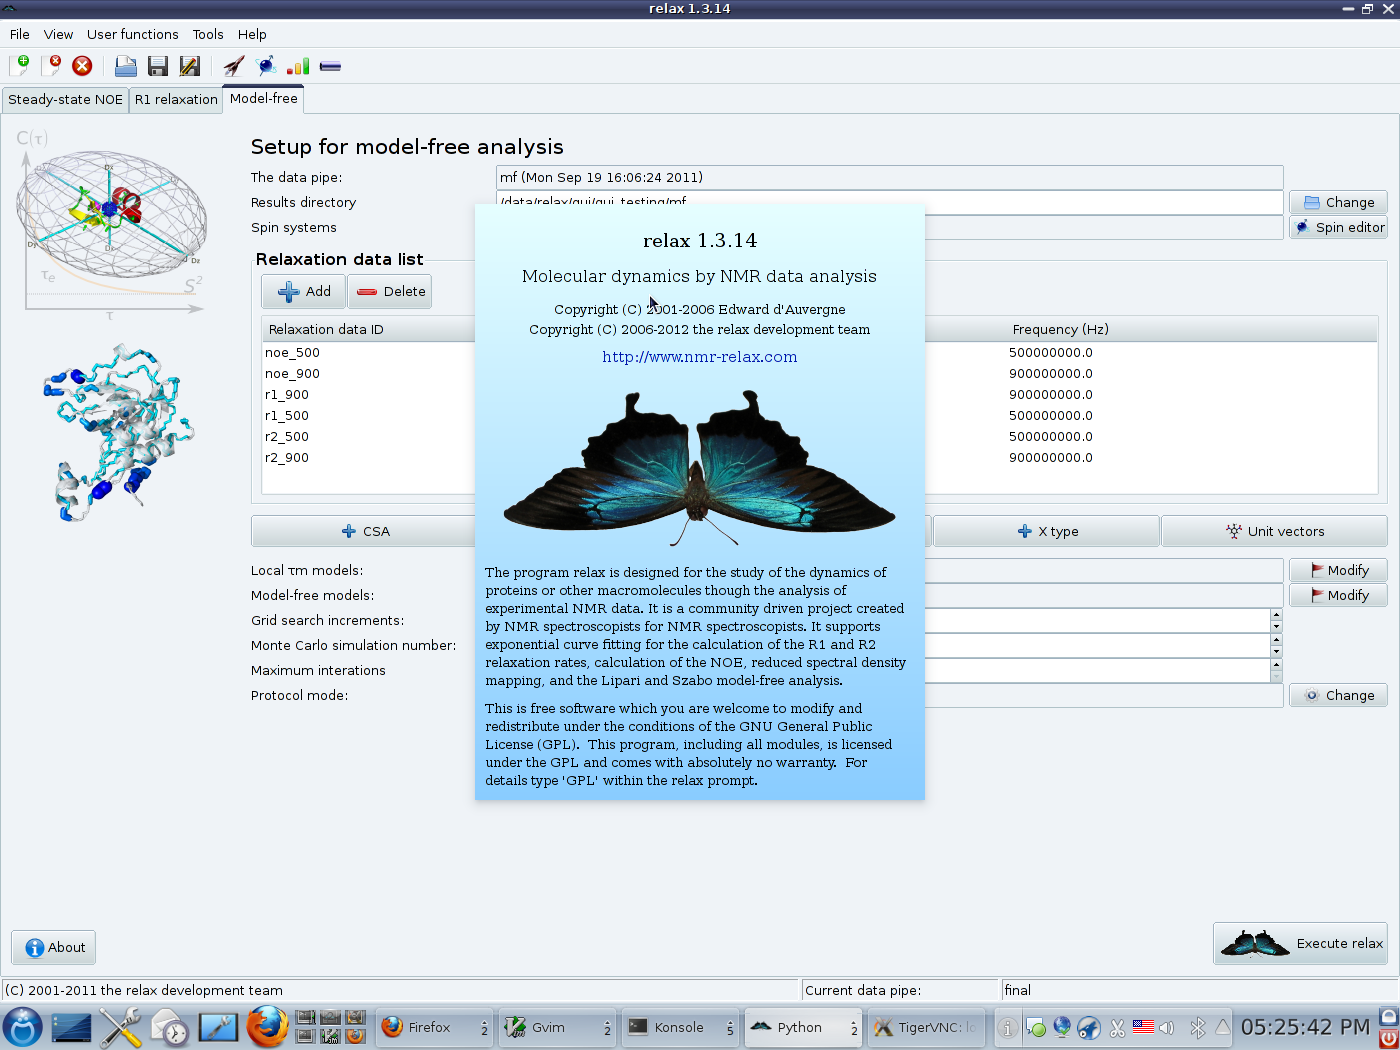 relax 1.3.14
File View User functions Tools Help
Steady-state NOE R1 relaxation Model-free
C(τ)
Setup for model-free analysis
The data pipe: mf (Mon Sep 19 16:06:24 2011)
Results directory /data/relax/gui/gui_testing/mf Change
Spin systems Spin editor
Dz
Dy
Dx
Dz
τe
S²
τ
Relaxation data list
Add Delete
Relaxation data ID Frequency (Hz)
noe_500 500000000.0
noe_900 900000000.0
r1_900 900000000.0
r1_500 500000000.0
r2_500 500000000.0
r2_900 900000000.0
CSA X type Unit vectors
Local τm models: Modify
Model-free models: Modify
Grid search increments:
Monte Carlo simulation number:
Maximum interations
Protocol mode: Change
relax 1.3.14
Molecular dynamics by NMR data analysis
Copyright (C) 2001-2006 Edward d'Auvergne
Copyright (C) 2006-2012 the relax development team
http://www.nmr-relax.com
The program relax is designed for the study of the dynamics of
proteins or other macromolecules though the analysis of
experimental NMR data. It is a community driven project created
by NMR spectroscopists for NMR spectroscopists. It supports
exponential curve fitting for the calculation of the R1 and R2
relaxation rates, calculation of the NOE, reduced spectral density
mapping, and the Lipari and Szabo model-free analysis.
This is free software which you are welcome to modify and
redistribute under the conditions of the GNU General Public
License (GPL).  This program, including all modules, is licensed
under the GPL and comes with absolutely no warranty.  For
details type 'GPL' within the relax prompt.
About Execute relax
(C) 2001-2011 the relax development team Current data pipe: final
Firefox 2 Gvim 2 Konsole 5 Python 2 TigerVNC: 05:25:42 PM